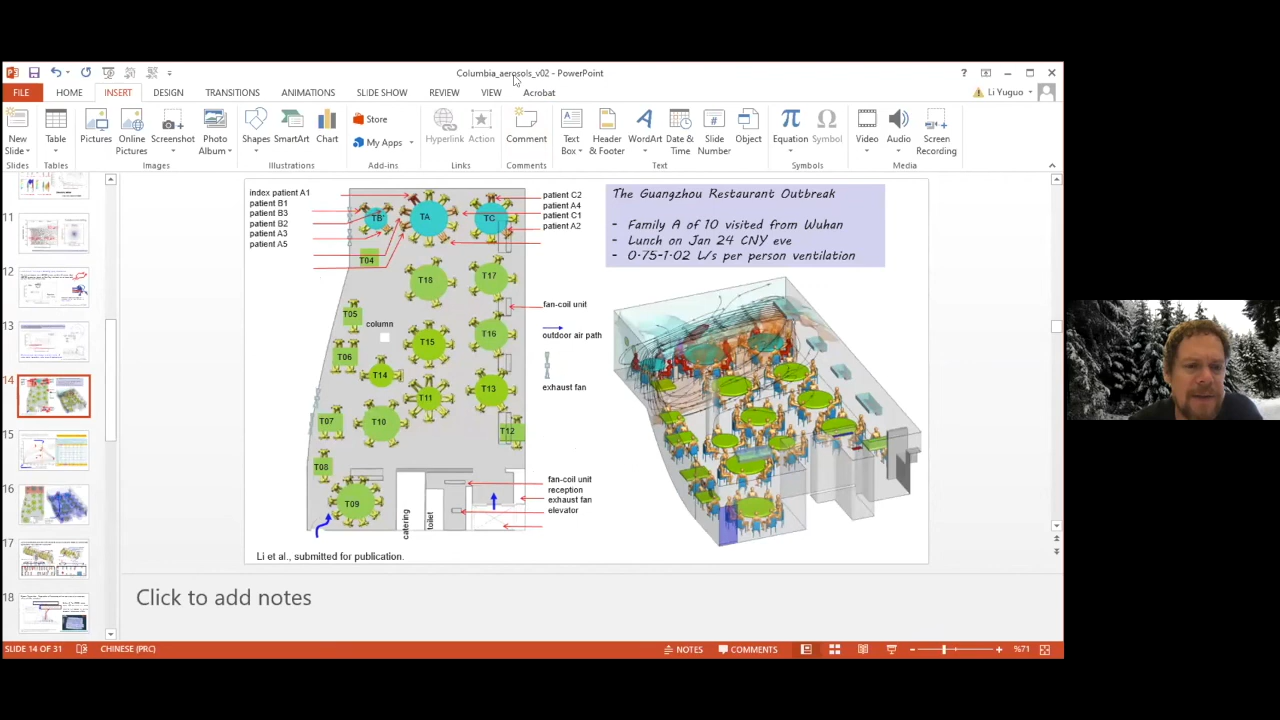 Columbia_aerosols_v02 - PowerPoint
FILE HOME INSERT DESIGN TRANSITIONS ANIMATIONS SLIDE SHOW REVIEW VIEW Acrobat
Li Yuguo
New Slide
Table
Pictures
Online Pictures
Screenshot
Photo Album
Shapes
SmartArt
Chart
Store
My Apps
Hyperlink
Action
Comment
Text Box
Header & Footer
WordArt
Date & Time
Slide Number
Object
Equation
Symbol
Video
Audio
Screen Recording
Slides Tables Images Illustrations Add-ins Links Comments Text Symbols Media
11
12
13
14
15
16
17
18
index patient A1
patient B1
patient B3
patient B2
patient A3
patient A5
TB
TA
TC
patient C2
patient A4
patient C1
patient A2
T04
T18
T17
T05
column
T16
T15
T06
T14
T13
T11
T10
T07
T12
T08
T09
catering
toilet
fan-coil unit
outdoor air path
exhaust fan
fan-coil unit
reception
exhaust fan
elevator
Li et al., submitted for publication.
The Guangzhou Restaurant Outbreak
- Family A of 10 visited from Wuhan
- Lunch on Jan 24 CNY eve
- 0.75-1.02 L/s per person ventilation
Click to add notes
SLIDE 14 OF 31 CHINESE (PRC) NOTES COMMENTS %71